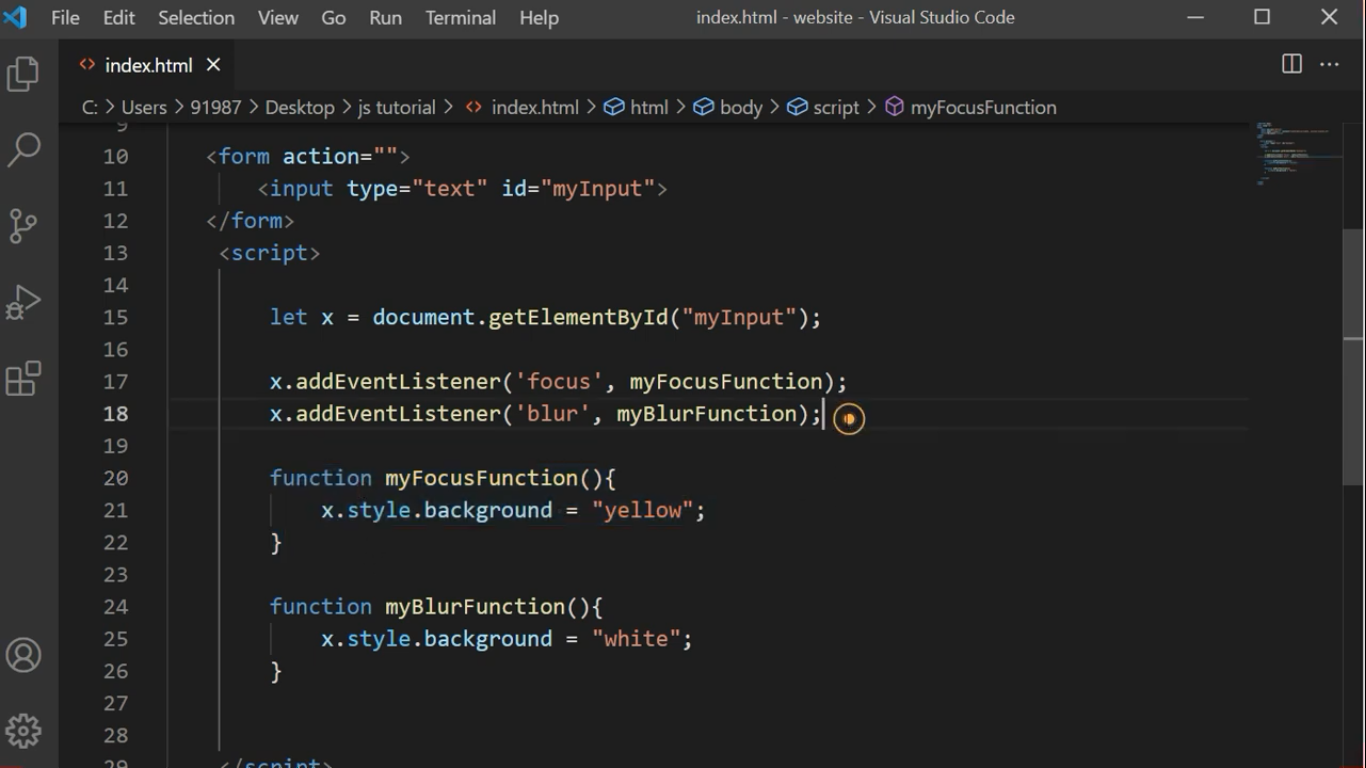 File Edit Selection View Go Run Terminal Help index.html - website - Visual Studio Code
index.html
C: > Users > 91987 > Desktop > js tutorial > index.html > html > body > script > myFocusFunction
9
10 <form action="">
11 <input type="text" id="myInput">
12 </form>
13 <script>
14
15 let x = document.getElementById("myInput");
16
17 x.addEventListener('focus', myFocusFunction);
18 x.addEventListener('blur', myBlurFunction);
19
20 function myFocusFunction(){
21 x.style.background = "yellow";
22 }
23
24 function myBlurFunction(){
25 x.style.background = "white";
26 }
27
28
29 </script>